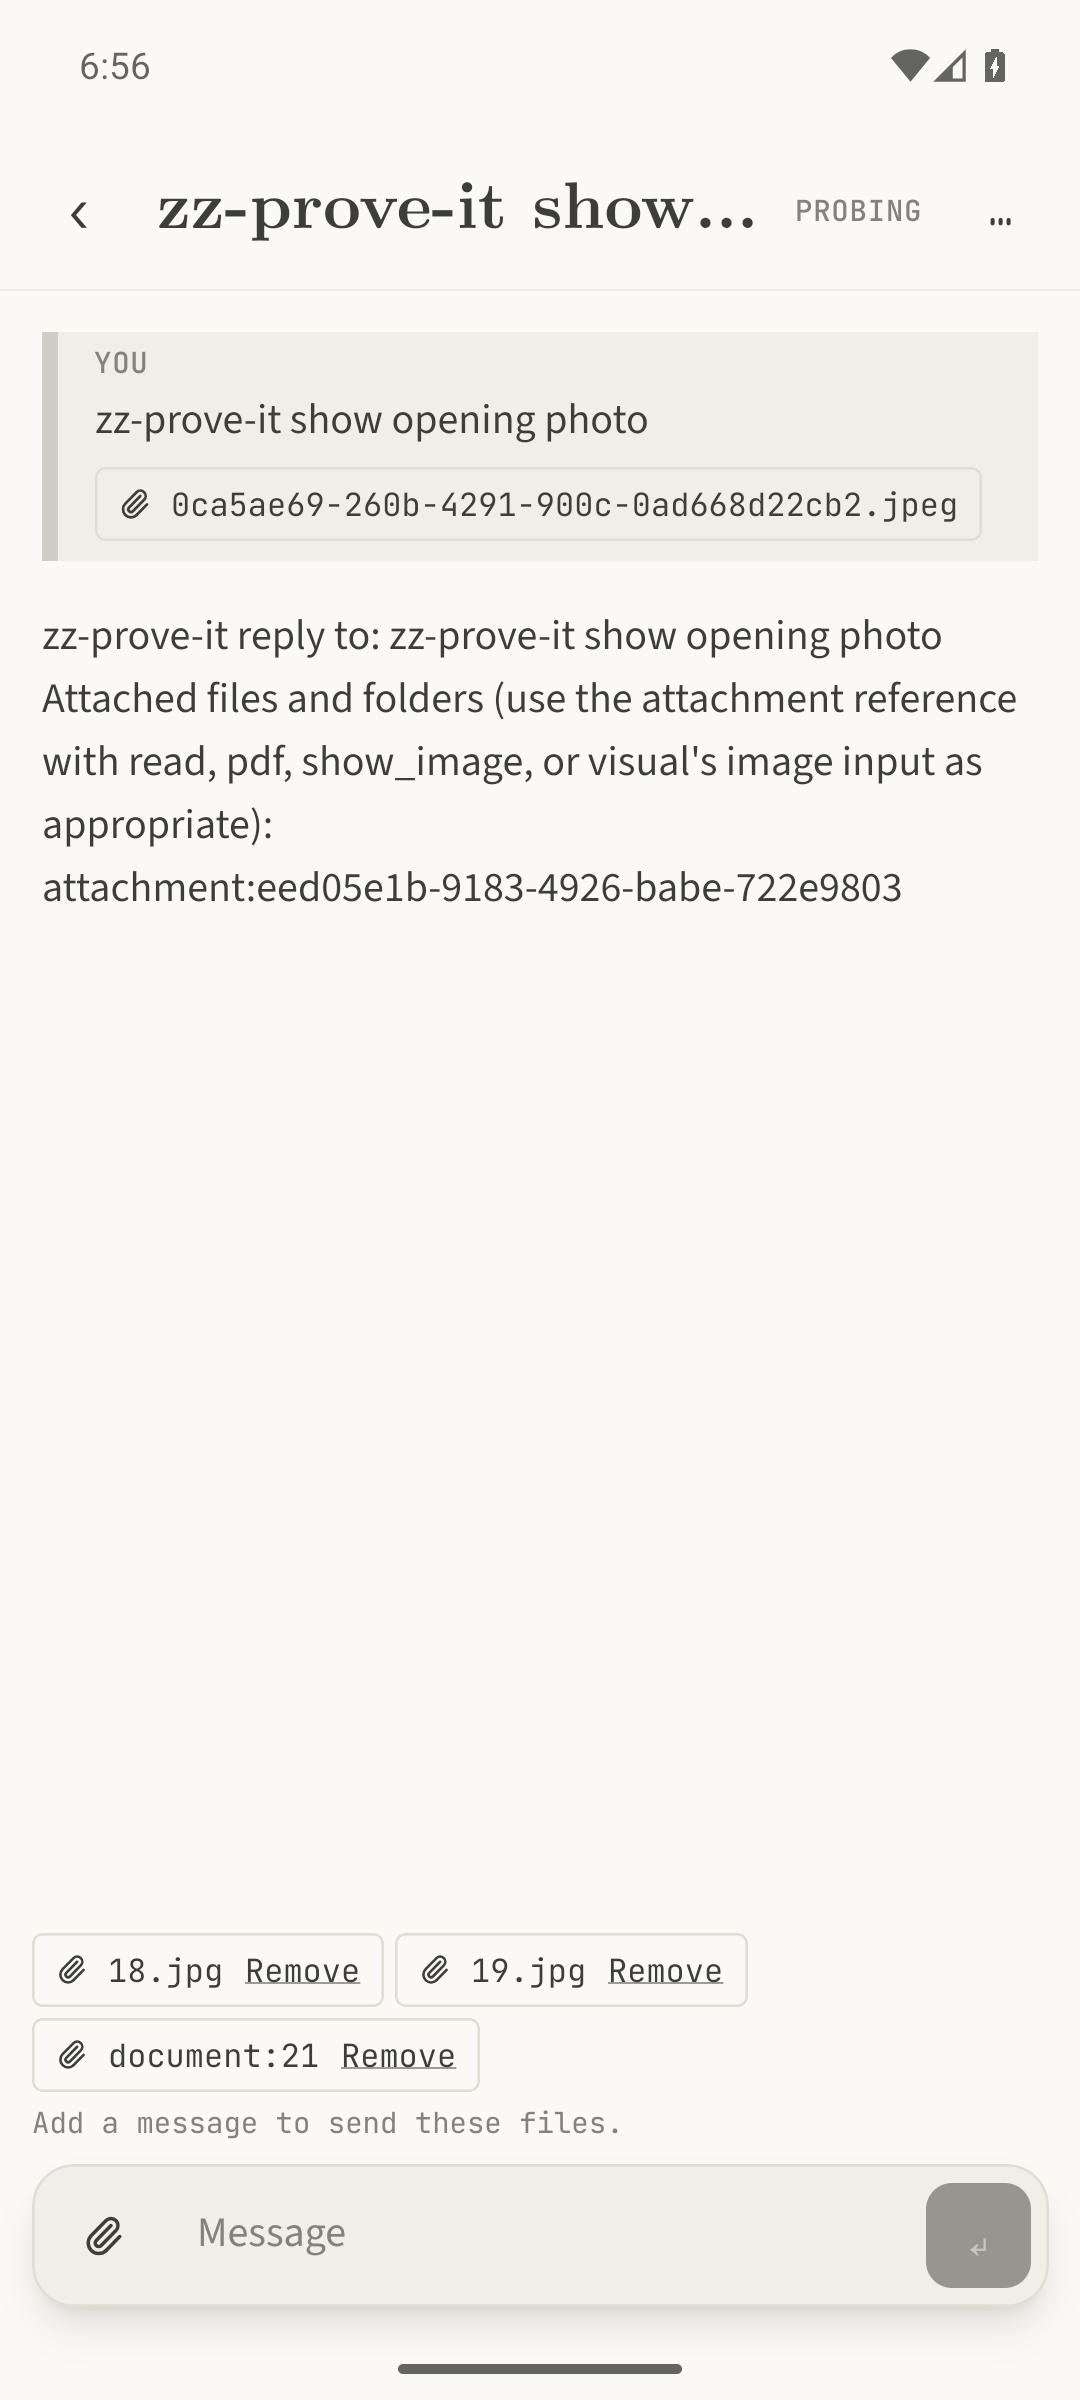 6:56
‹ zz-prove-it show... PROBING ...
YOU
zz-prove-it show opening photo
0ca5ae69-260b-4291-900c-0ad668d22cb2.jpeg
zz-prove-it reply to: zz-prove-it show opening photo
Attached files and folders (use the attachment reference
with read, pdf, show_image, or visual's image input as
appropriate):
attachment:eed05e1b-9183-4926-babe-722e9803
18.jpg Remove 19.jpg Remove
document:21 Remove
Add a message to send these files.
Message